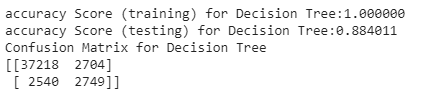 accuracy Score (training) for Decision Tree:1.000000
accuracy Score (testing) for Decision Tree:0.884011
Confusion Matrix for Decision Tree
[[37218  2704]
 [ 2540  2749]]